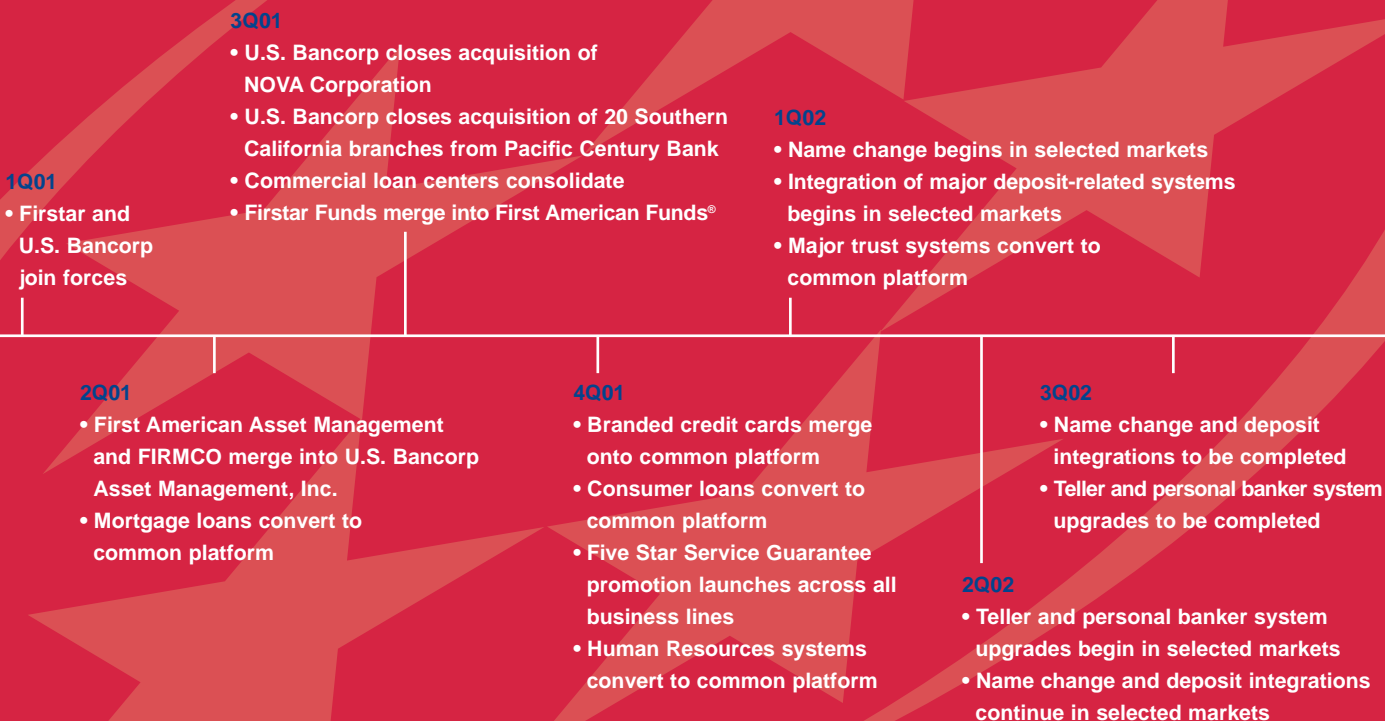 1Q01
• Firstar and
U.S. Bancorp
join forces
2Q01
• First American Asset Management
and FIRMCO merge into U.S. Bancorp
Asset Management, Inc.
• Mortgage loans convert to
common platform
3Q01
• U.S. Bancorp closes acquisition of
NOVA Corporation
• U.S. Bancorp closes acquisition of 20 Southern
California branches from Pacific Century Bank
• Commercial loan centers consolidate
• Firstar Funds merge into First American Funds®
4Q01
• Branded credit cards merge
onto common platform
• Consumer loans convert to
common platform
• Five Star Service Guarantee
promotion launches across all
business lines
• Human Resources systems
convert to common platform
1Q02
• Name change begins in selected markets
• Integration of major deposit-related systems
begins in selected markets
• Major trust systems convert to
common platform
2Q02
• Teller and personal banker system
upgrades begin in selected markets
• Name change and deposit integrations
continue in selected markets
3Q02
• Name change and deposit
integrations to be completed
• Teller and personal banker system
upgrades to be completed